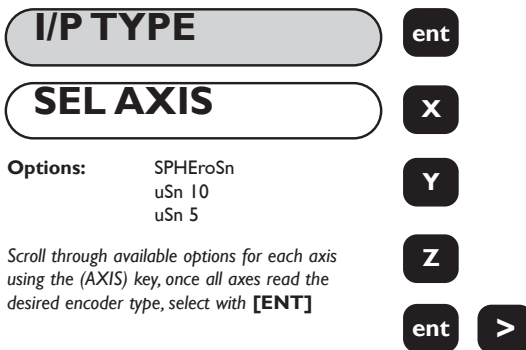 I/P TYPE ent
SEL AXIS X
Options: SPHEroSn
uSn 10
uSn 5
Y
Scroll through available options for each axis
using the (AXIS) key, once all axes read the
desired encoder type, select with [ENT]
Z
ent >